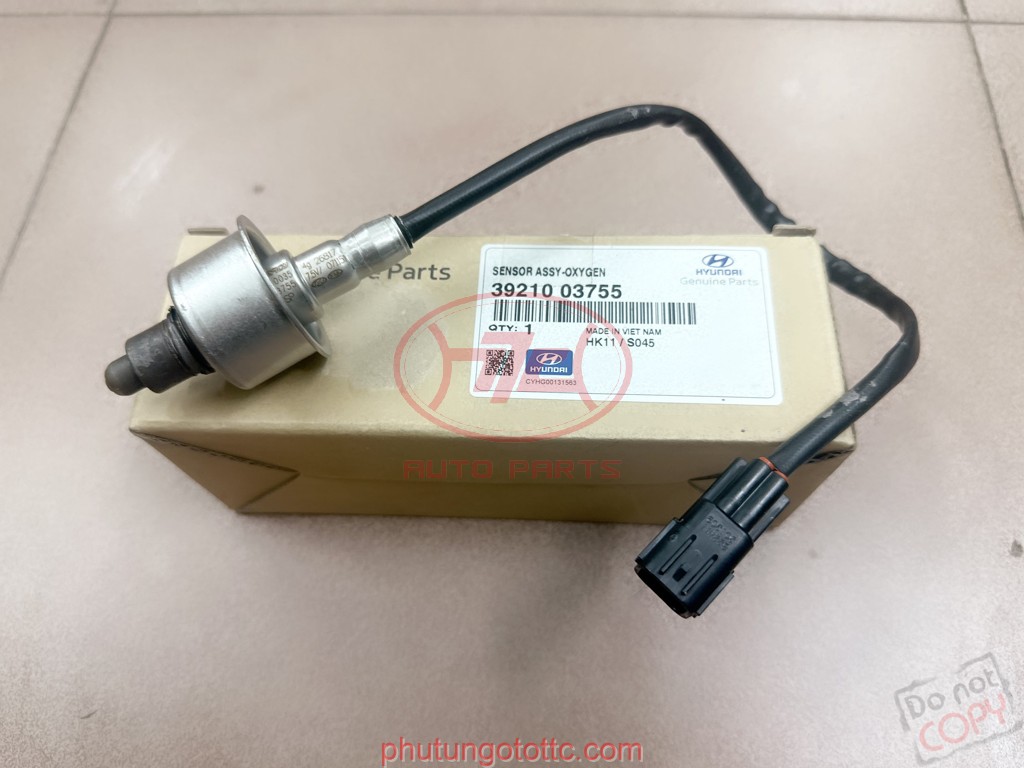 e Parts
SENSOR ASSY-OXYGEN
39210 03755
QTY: 1
MADE IN VIET NAM
HK11 / S045
HYUNDAI
CYHG00131563
HYUNDAI
Genuine Parts
AUTO PARTS
Do not
COPY
phutungotottc.com